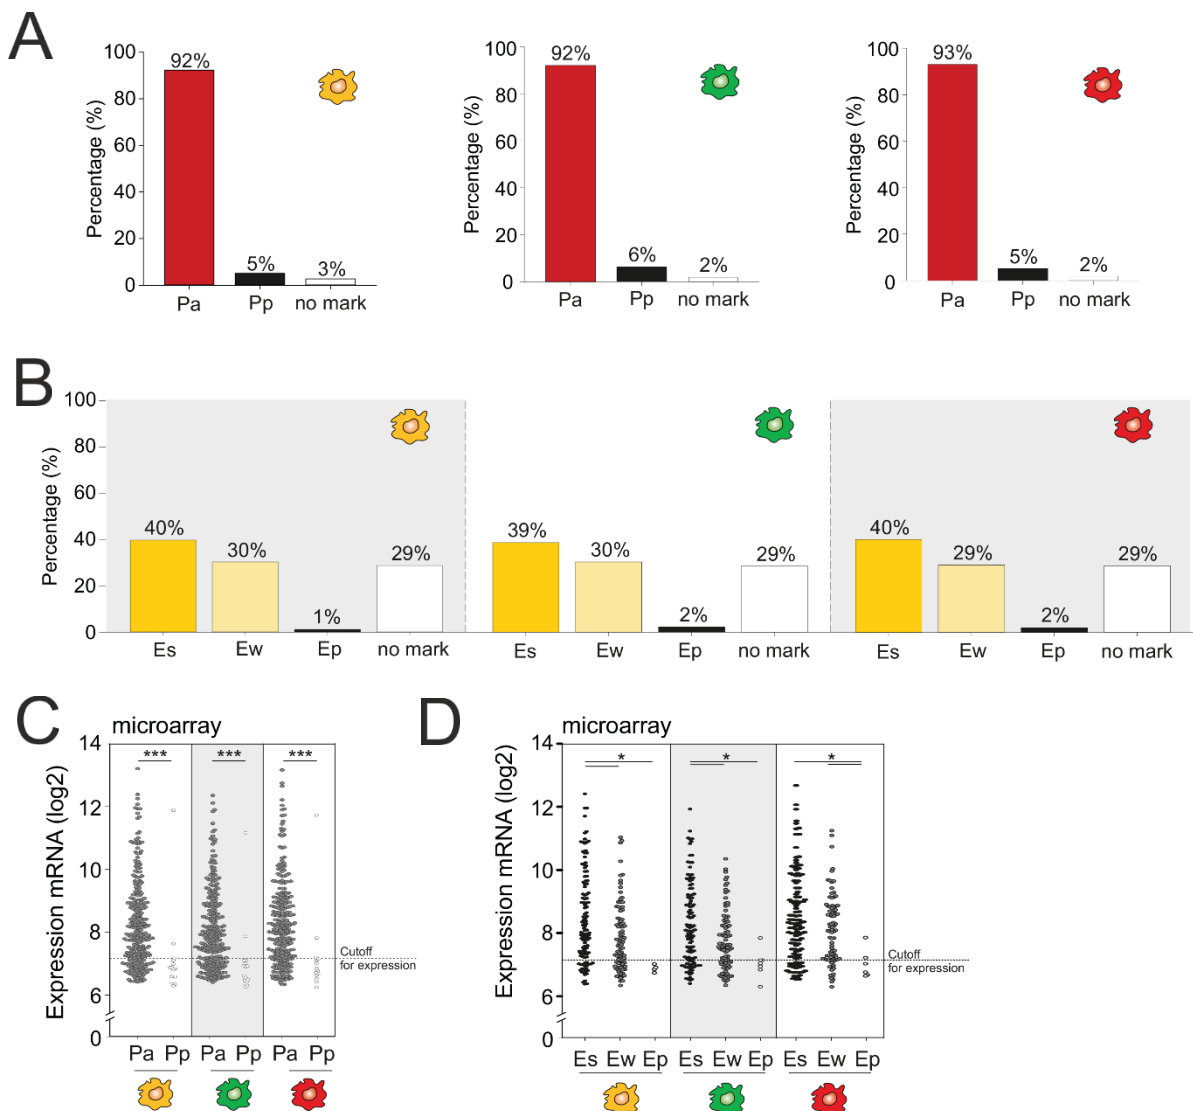 A
Percentage (%)
100
80
60
40
20
0
92%
5%
3%
Pa
Pp
no mark
Percentage (%)
100
80
60
40
20
0
92%
6%
2%
Pa
Pp
no mark
Percentage (%)
100
80
60
40
20
0
93%
5%
2%
Pa
Pp
no mark
B
Percentage (%)
100
80
60
40
20
0
40%
30%
1%
29%
39%
30%
2%
29%
40%
29%
2%
29%
Es
Ew
Ep
no mark
Es
Ew
Ep
no mark
Es
Ew
Ep
no mark
C
microarray
Expression mRNA (log2)
14
12
10
8
6
0
***
***
***
Cutoff
for expression
Pa
Pp
Pa
Pp
Pa
Pp
D
microarray
Expression mRNA (log2)
14
12
10
8
6
0
*
*
*
Cutoff
for expression
Es
Ew
Ep
Es
Ew
Ep
Es
Ew
Ep